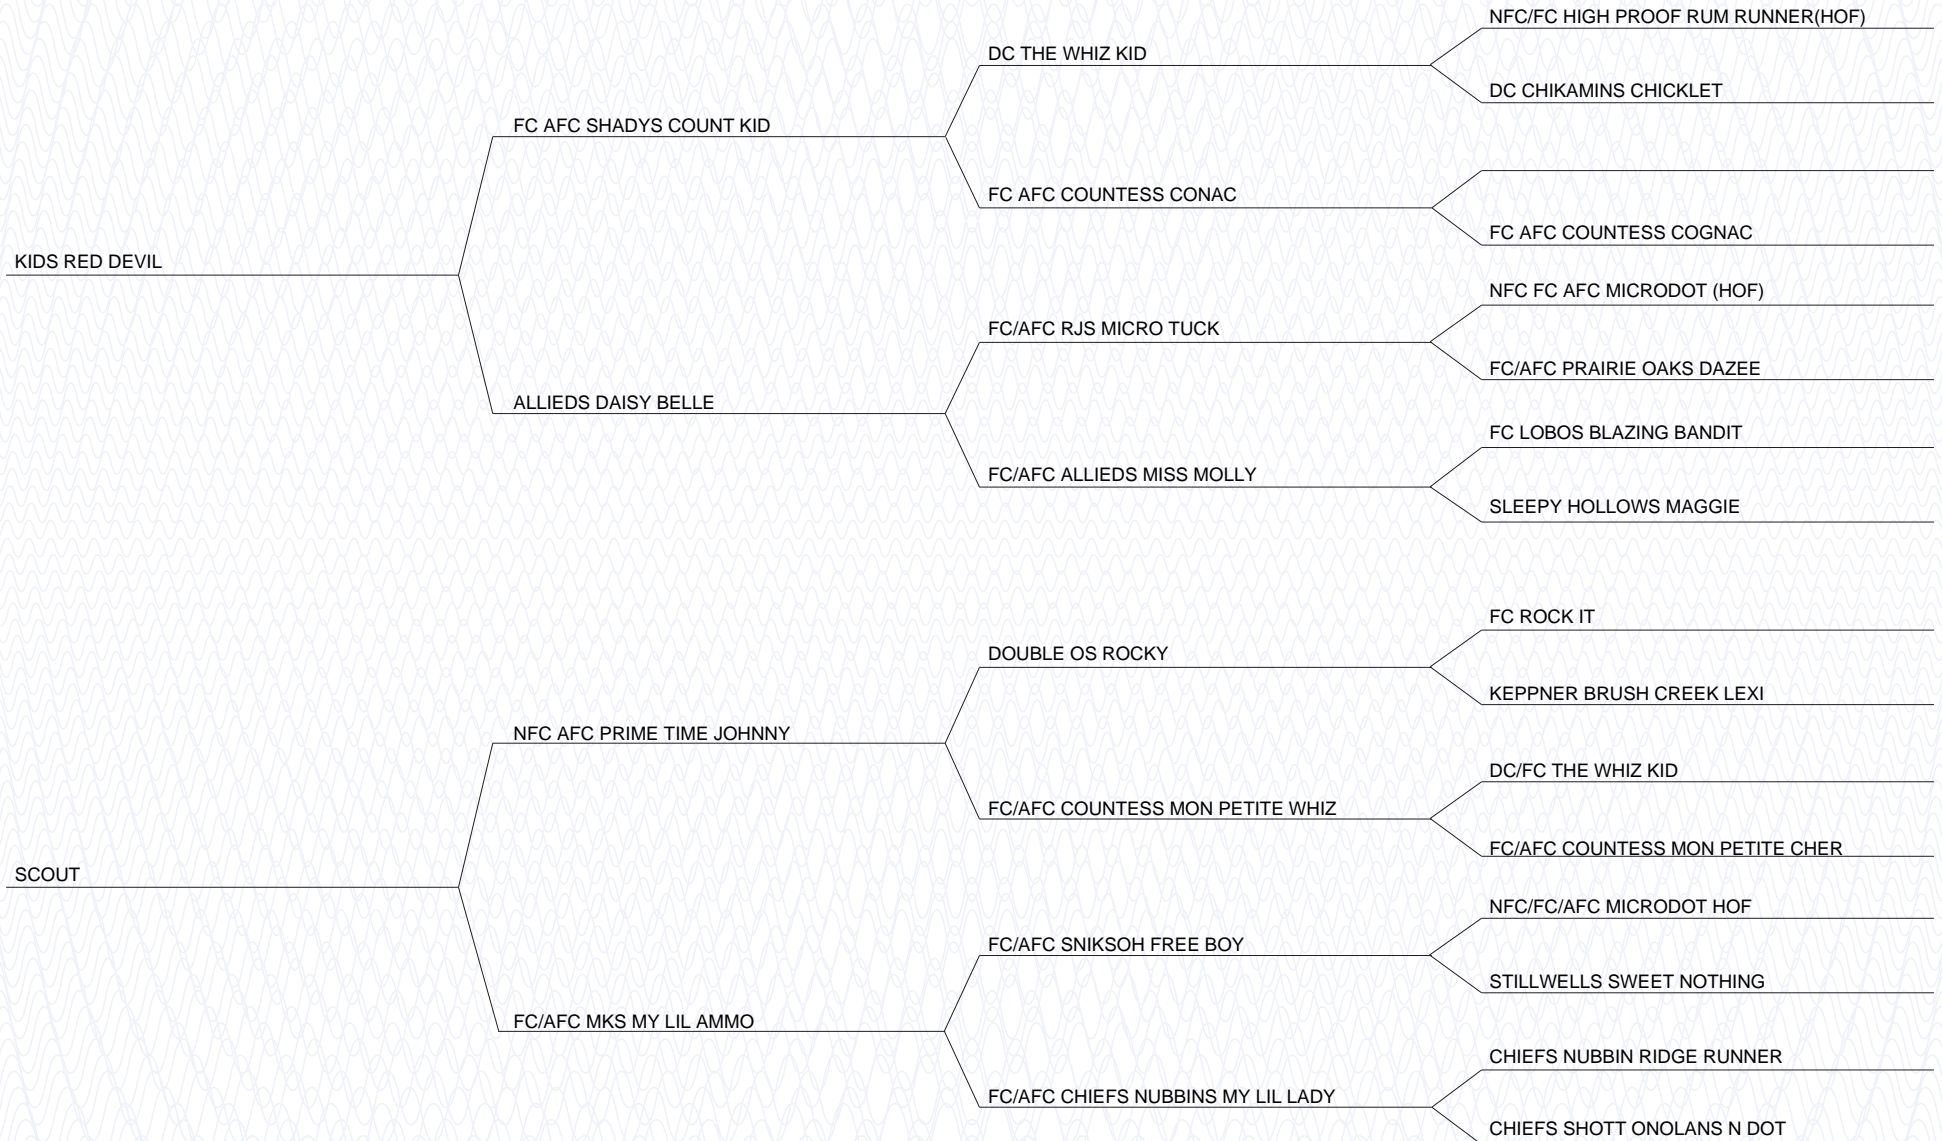 NFC/FC HIGH PROOF RUM RUNNER(HOF)
DC THE WHIZ KID
DC CHIKAMINS CHICKLET
FC AFC SHADYS COUNT KID
FC AFC COUNTESS CONAC
FC AFC COUNTESS COGNAC
KIDS RED DEVIL
NFC FC AFC MICRODOT (HOF)
FC/AFC RJS MICRO TUCK
FC/AFC PRAIRIE OAKS DAZEE
ALLIEDS DAISY BELLE
FC LOBOS BLAZING BANDIT
FC/AFC ALLIEDS MISS MOLLY
SLEEPY HOLLOWS MAGGIE
FC ROCK IT
DOUBLE OS ROCKY
KEPPNER BRUSH CREEK LEXI
NFC AFC PRIME TIME JOHNNY
DC/FC THE WHIZ KID
FC/AFC COUNTESS MON PETITE WHIZ
FC/AFC COUNTESS MON PETITE CHER
SCOUT
NFC/FC/AFC MICRODOT HOF
FC/AFC SNIKSOH FREE BOY
STILLWELLS SWEET NOTHING
FC/AFC MKS MY LIL AMMO
CHIEFS NUBBIN RIDGE RUNNER
FC/AFC CHIEFS NUBBINS MY LIL LADY
CHIEFS SHOTT ONOLANS N DOT